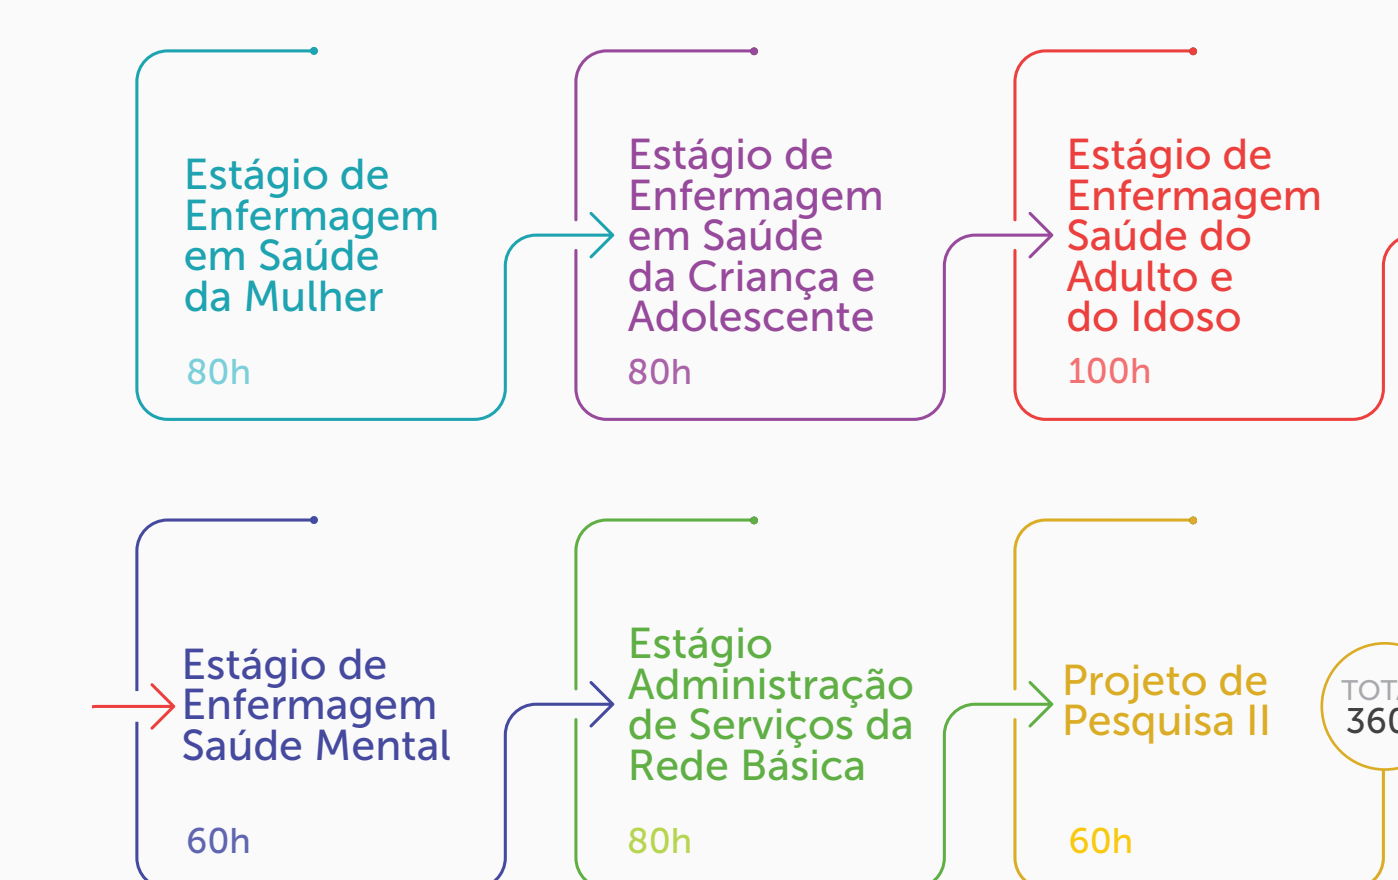 Estágio de
Enfermagem
em Saúde
da Mulher
80h
Estágio de
Enfermagem
em Saúde
da Criança e
Adolescente
80h
Estágio de
Enfermagem
Saúde do
Adulto e
do Idoso
100h
Estágio de
Enfermagem
Saúde Mental
60h
Estágio
Administração
de Serviços da
Rede Básica
80h
Projeto de
Pesquisa II
60h